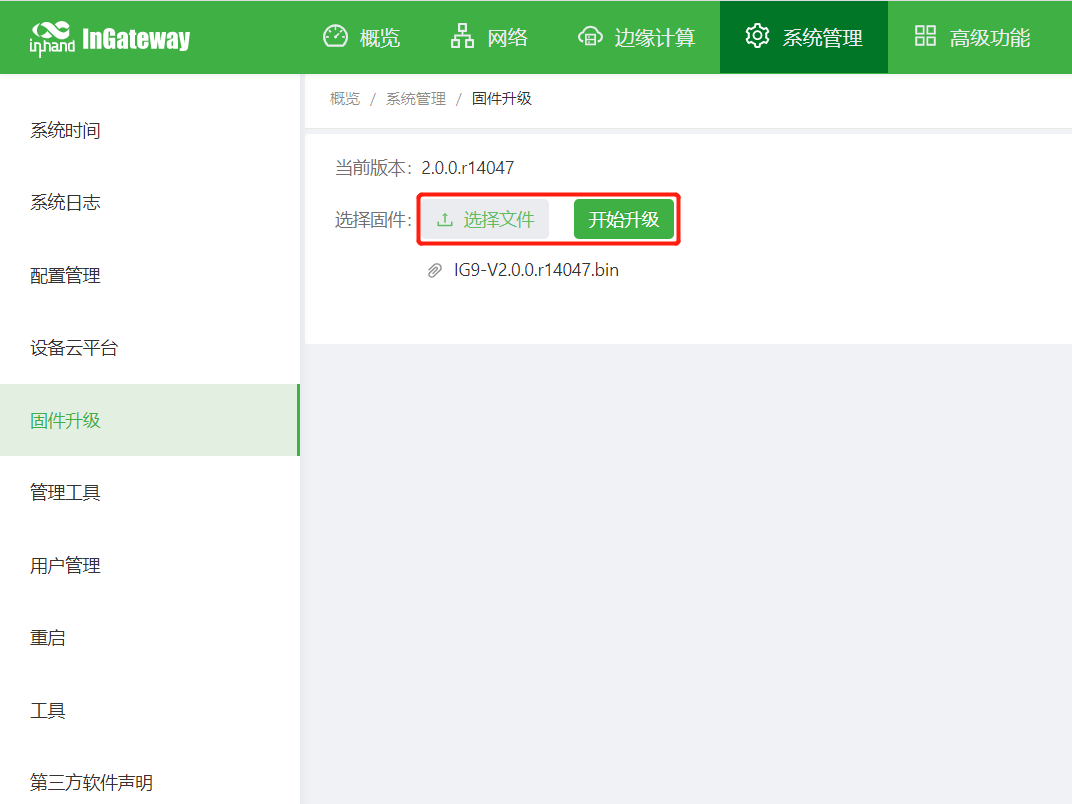 inhand InGateway 概览 网络 边缘计算 系统管理 高级功能
概览 / 系统管理 / 固件升级
系统时间
系统日志
配置管理
设备云平台
固件升级
管理工具
用户管理
重启
工具
第三方软件声明
当前版本：2.0.0.r14047
选择固件： 选择文件 开始升级
IG9-V2.0.0.r14047.bin